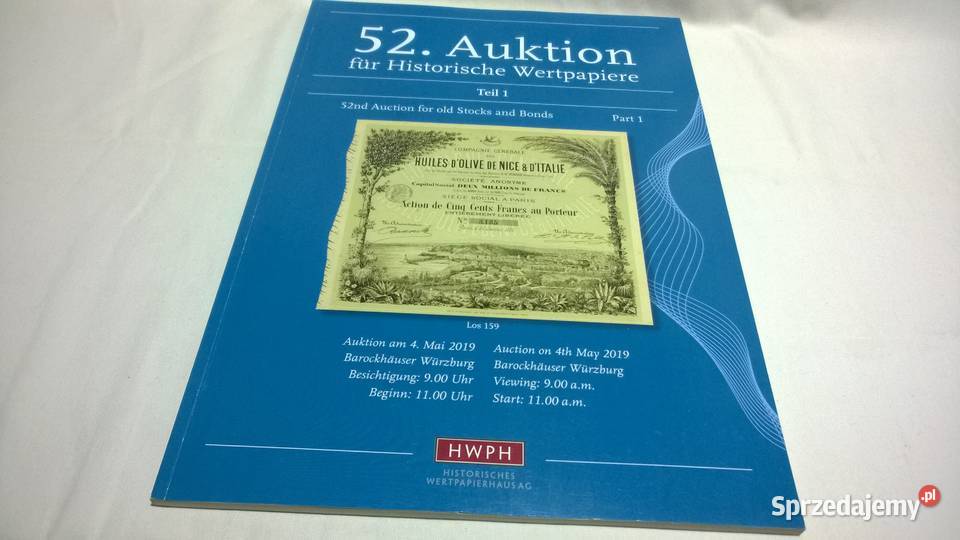 52. Auktion
für Historische Wertpapiere
Teil 1
52nd Auction for old Stocks and Bonds Part 1
COMPAGNIE GÉNÉRALE
DES
HUILES D'OLIVE DE NICE & D'ITALIE
SOCIÉTÉ ANONYME
Capital Social DEUX MILLIONS DE FRANCS
SIÈGE SOCIAL A PARIS
Action de Cinq Cents Francs au Porteur
ENTIÈREMENT LIBÉRÉE
No
Los 159
Auktion am 4. Mai 2019
Barockhäuser Würzburg
Besichtigung: 9.00 Uhr
Beginn: 11.00 Uhr
Auction on 4th May 2019
Barockhäuser Würzburg
Viewing: 9.00 a.m.
Start: 11.00 a.m.
HWPH
HISTORISCHES
WERTPAPIERHAUS AG
Sprzedajemy.pl